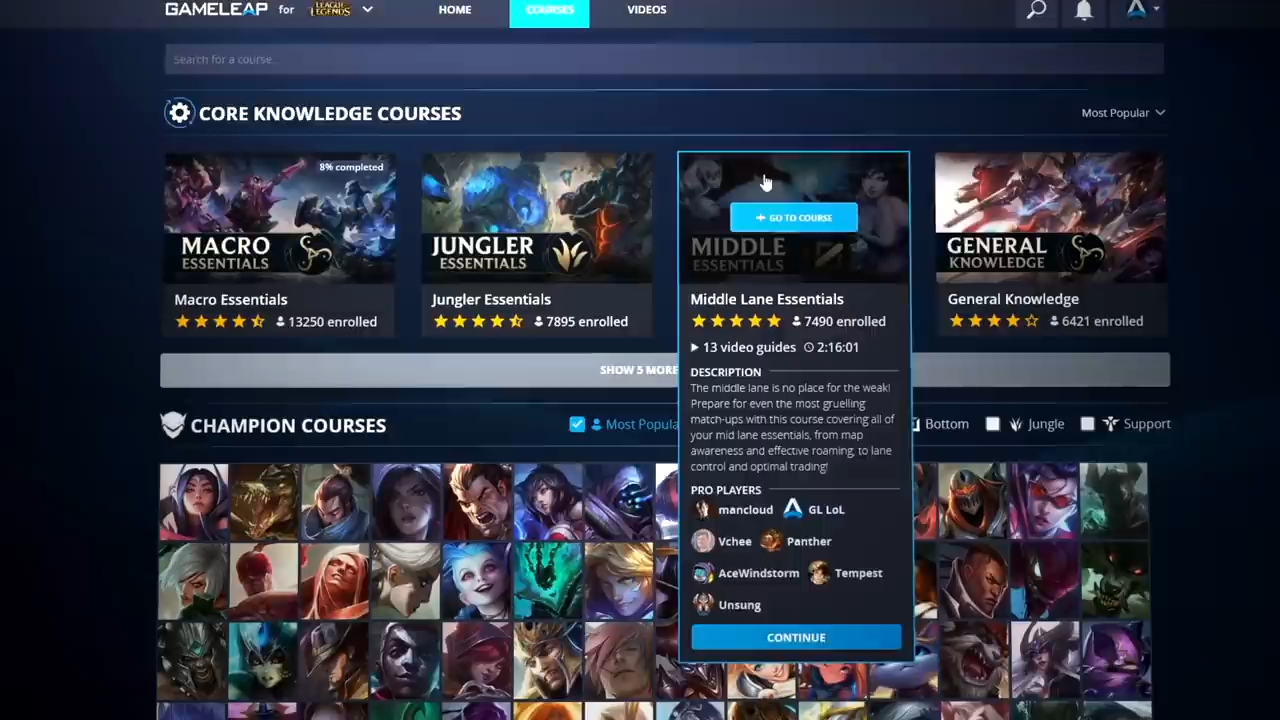 GAMELEAP for LEAGUE OF LEGENDS HOME COURSES VIDEOS
Search for a course..
CORE KNOWLEDGE COURSES Most Popular
8% completed
GO TO COURSE
MACRO ESSENTIALS JUNGLER ESSENTIALS MIDDLE ESSENTIALS GENERAL KNOWLEDGE
Macro Essentials Jungler Essentials Middle Lane Essentials General Knowledge
13250 enrolled 7895 enrolled 7490 enrolled 6421 enrolled
13 video guides 2:16:01
SHOW 5 MORE
DESCRIPTION
The middle lane is no place for the weak!
Prepare for even the most gruelling
match-ups with this course covering all of
your mid lane essentials, from map
awareness and effective roaming, to lane
control and optimal trading!
CHAMPION COURSES Most Popula Bottom Jungle Support
PRO PLAYERS
mancloud GL LoL
Vchee Panther
AceWindstorm Tempest
Unsung
CONTINUE